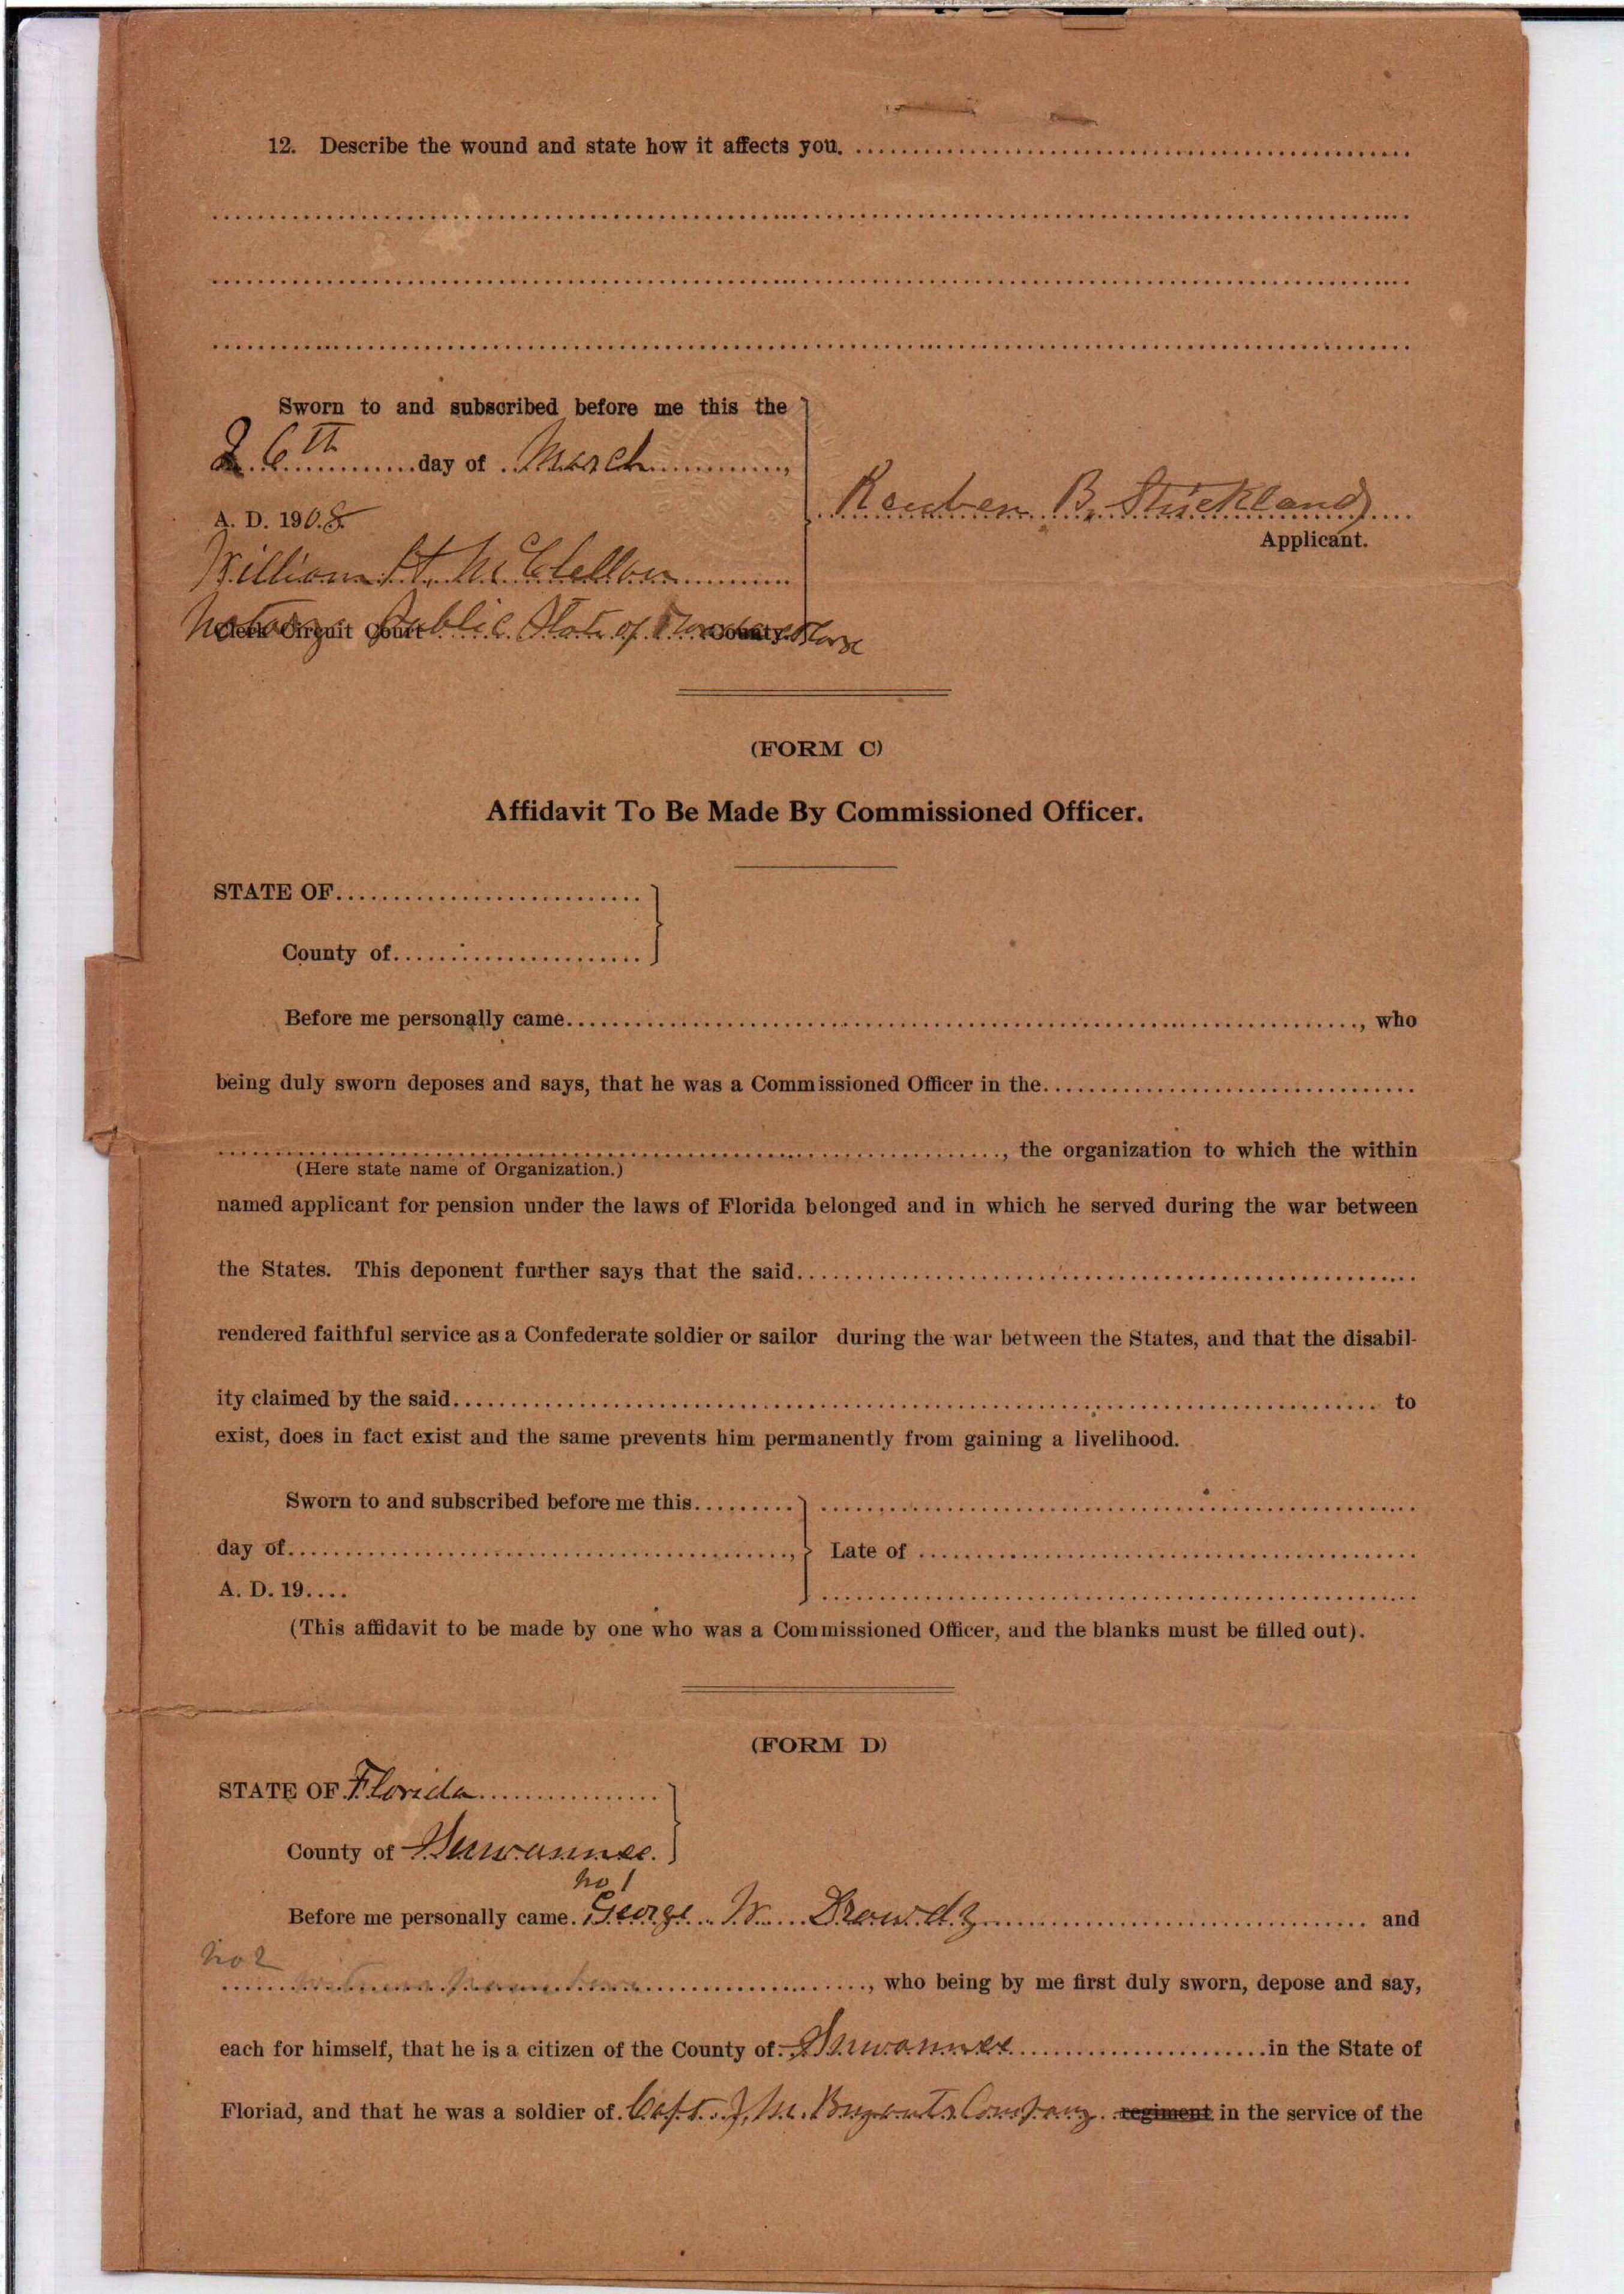 12. Describe the wound and state how it affects you.
Sworn to and subscribed before me this the
26th day of March,
A. D. 1908
Reuben B. Strickland
Applicant.
William H. McClellan
Notary Public State of Large
Clerk Circuit Court County.
(FORM C)
Affidavit To Be Made By Commissioned Officer.
STATE OF
County of
Before me personally came, who
being duly sworn deposes and says, that he was a Commissioned Officer in the
, the organization to which the within
(Here state name of Organization.)
named applicant for pension under the laws of Florida belonged and in which he served during the war between
the States. This deponent further says that the said
rendered faithful service as a Confederate soldier or sailor during the war between the States, and that the disabil-
ity claimed by the said to
exist, does in fact exist and the same prevents him permanently from gaining a livelihood.
Sworn to and subscribed before me this
day of, Late of
A. D. 19....
(This affidavit to be made by one who was a Commissioned Officer, and the blanks must be filled out).
(FORM D)
STATE OF Florida
County of Suwannee
no 1
Before me personally came George W. Drowdy and
no 2
, who being by me first duly sworn, depose and say,
each for himself, that he is a citizen of the County of Suwannee in the State of
Floriad, and that he was a soldier of Capt. J. M. Bryants Company regiment in the service of the